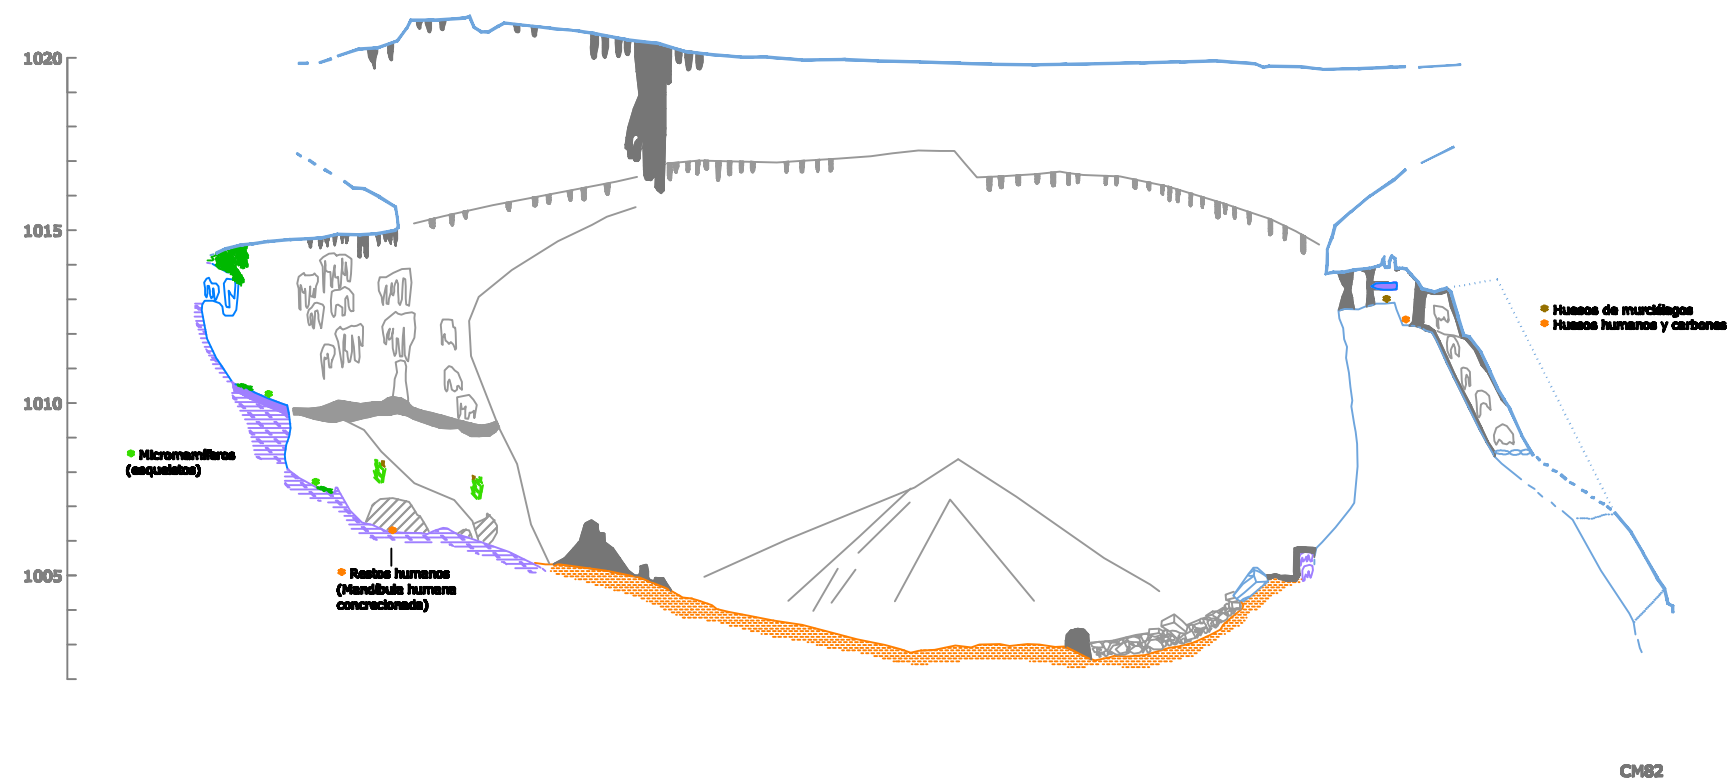 1020
1015
1010
1005
Micromamíferos
(esqueletos)
Restos humanos
(Mandíbula humana
concrecionada)
Huesos de murciélagos
Huesos humanos y carbones
CM82